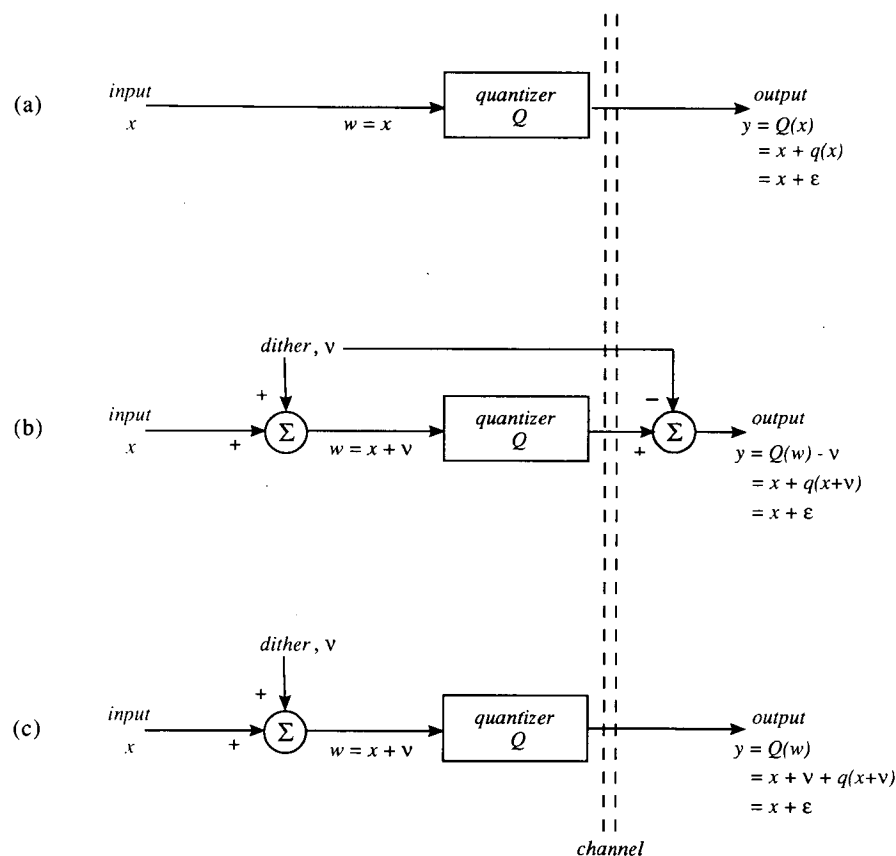 (a)
input
x
w = x
quantizer
Q
output
y = Q(x)
= x + q(x)
= x + ε
(b)
dither, ν
+
input
x
+
Σ
w = x + ν
quantizer
Q
−
+
Σ
output
y = Q(w) - ν
= x + q(x+ν)
= x + ε
(c)
dither, ν
+
input
x
+
Σ
w = x + ν
quantizer
Q
output
y = Q(w)
= x + ν + q(x+ν)
= x + ε
channel